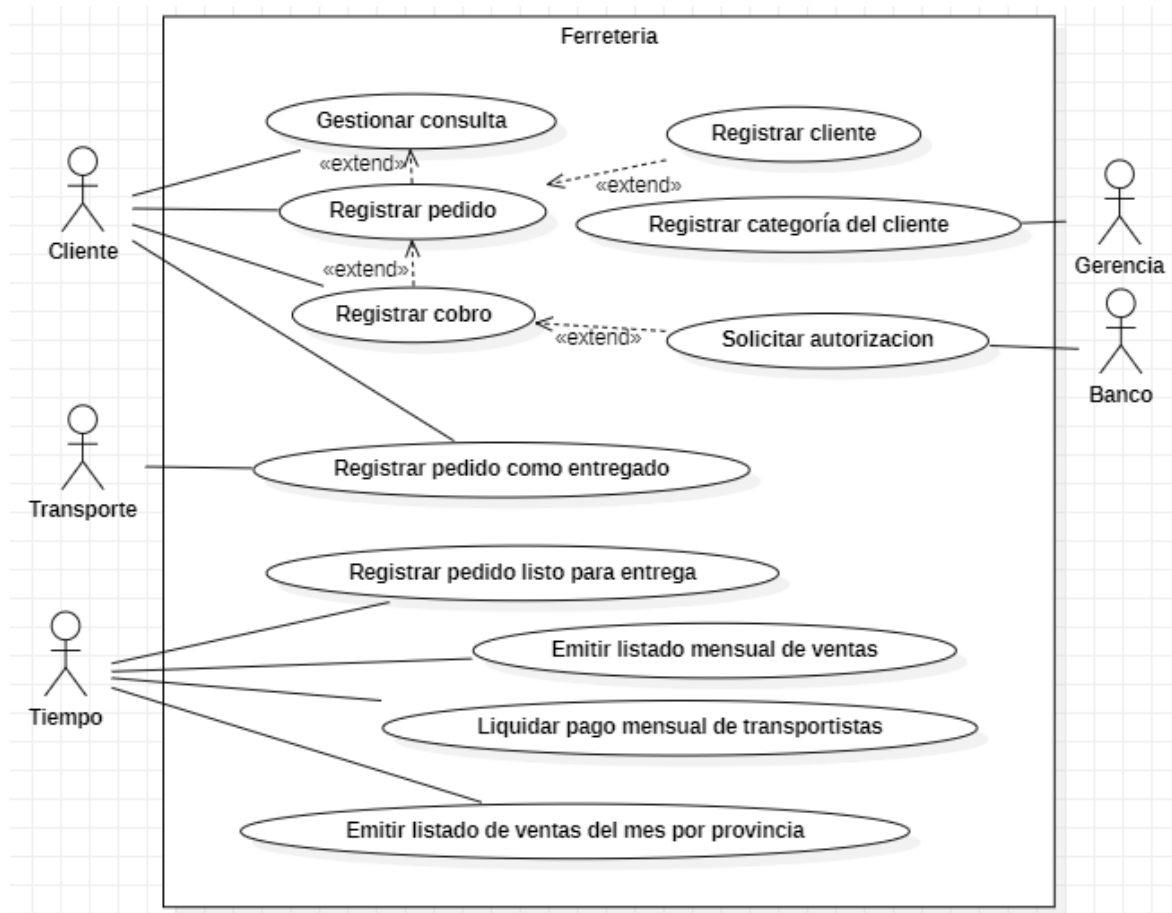 Ferreteria
Gestionar consulta
Registrar cliente
«extend»
«extend»
Registrar pedido
Registrar categoría del cliente
Cliente
Gerencia
«extend»
Registrar cobro
«extend»
Solicitar autorizacion
Banco
Registrar pedido como entregado
Transporte
Registrar pedido listo para entrega
Emitir listado mensual de ventas
Tiempo
Liquidar pago mensual de transportistas
Emitir listado de ventas del mes por provincia